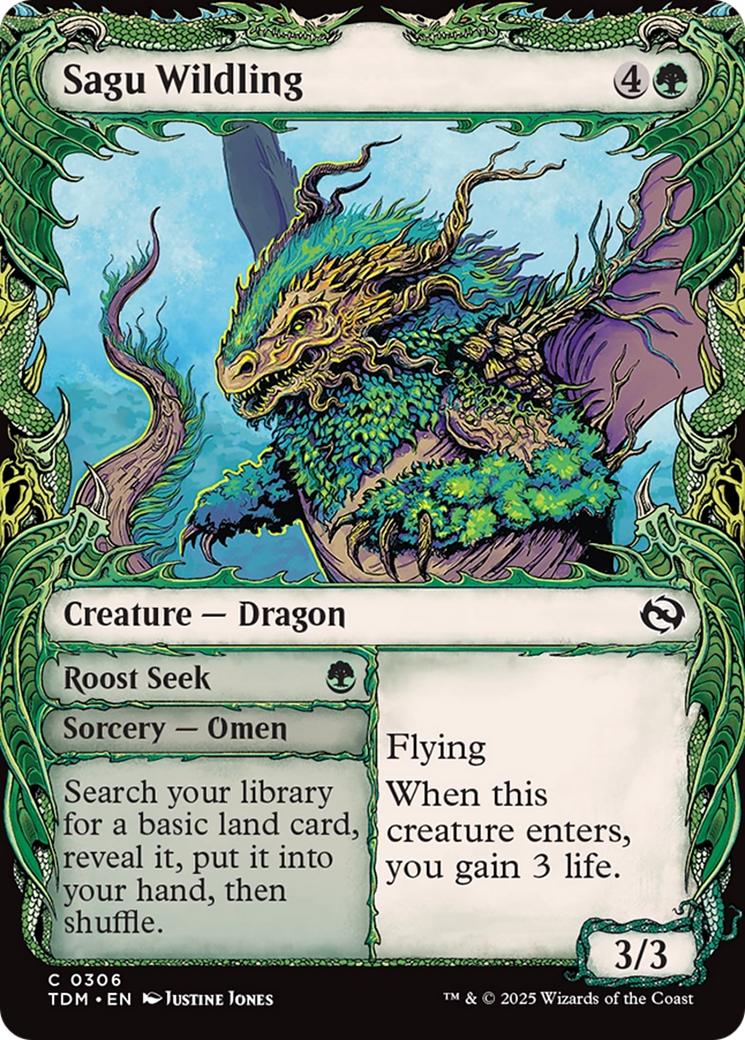 Sagu Wildling 4
Creature — Dragon
Roost Seek
Sorcery — Omen
Search your library
for a basic land card,
reveal it, put it into
your hand, then
shuffle.
Flying
When this
creature enters,
you gain 3 life.
3/3
C 0306
TDM • EN Justine Jones
™ & © 2025 Wizards of the Coast